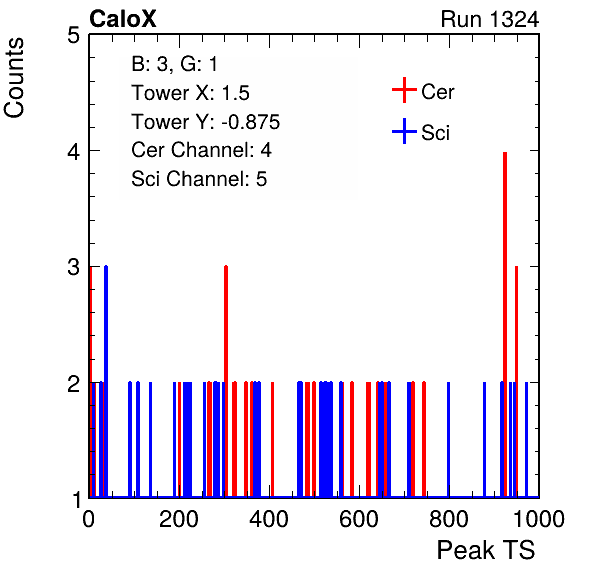 CaloX Run 1324
Counts
5
4
3
2
1
B: 3, G: 1
Tower X: 1.5
Tower Y: -0.875
Cer Channel: 4
Sci Channel: 5
Cer
Sci
0 200 400 600 800 1000
Peak TS